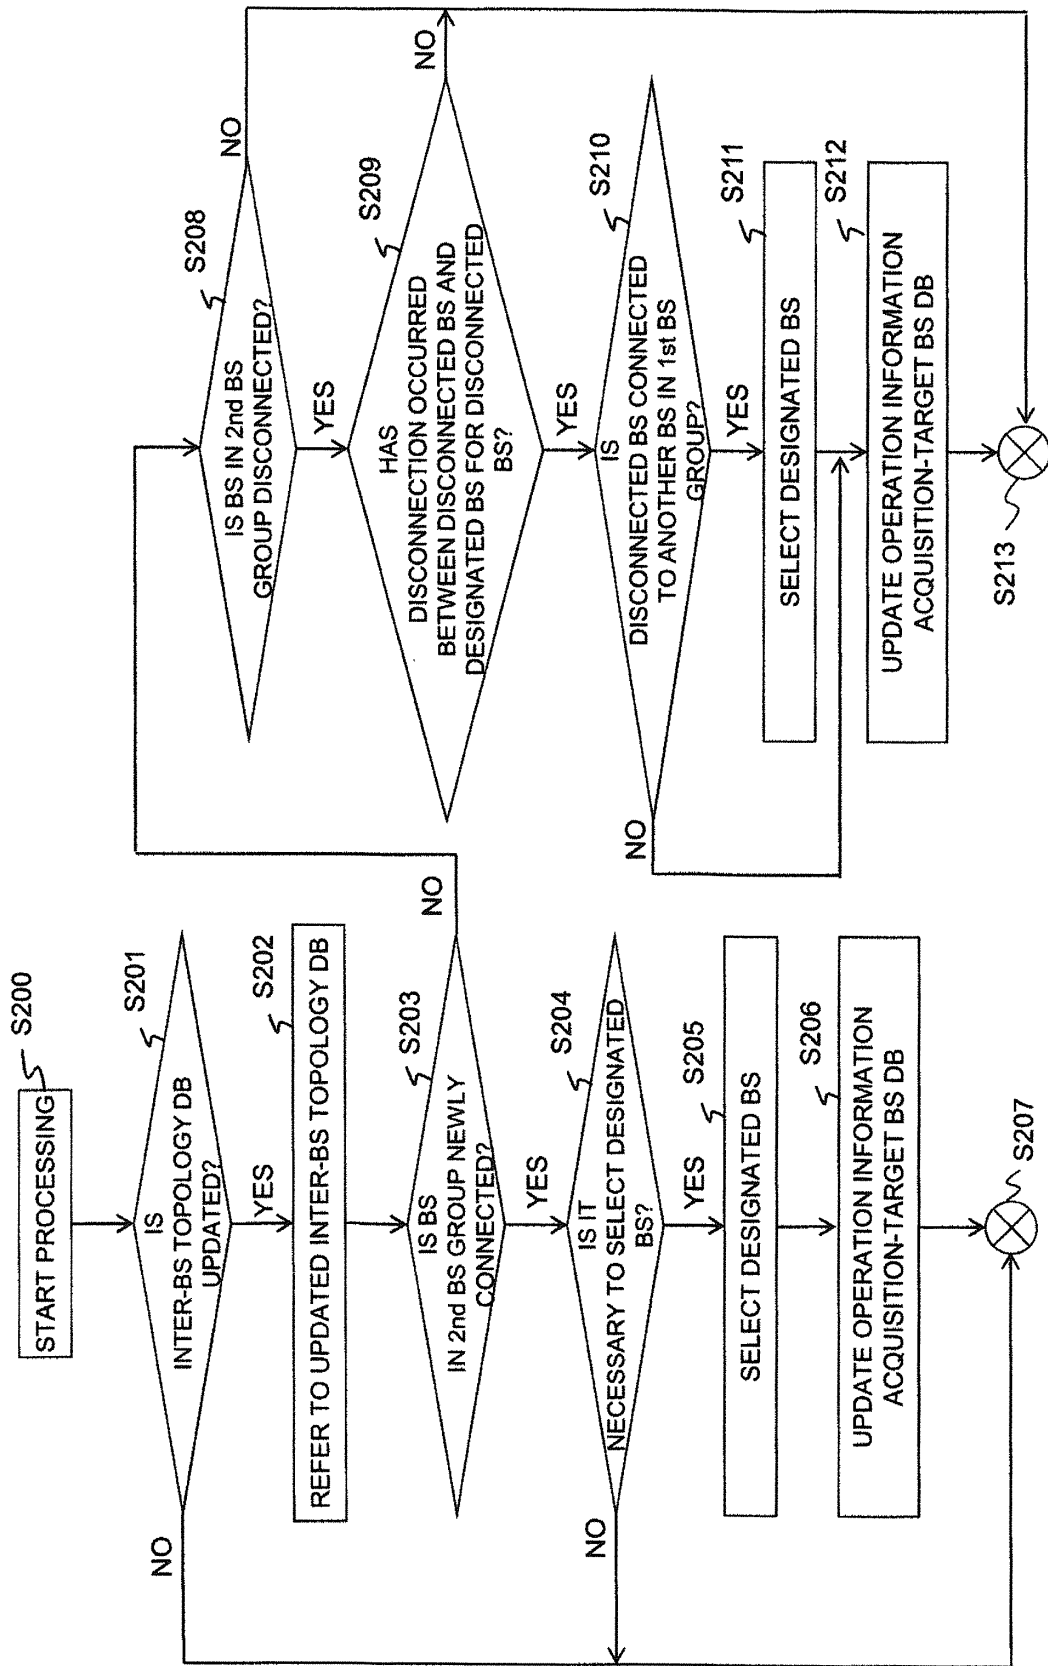 START PROCESSING
S200
IS
INTER-BS TOPOLOGY DB
UPDATED?
S201
NO
YES
REFER TO UPDATED INTER-BS TOPOLOGY DB
S202
IS BS
IN 2nd BS GROUP NEWLY
CONNECTED?
S203
NO
YES
IS IT
NECESSARY TO SELECT DESIGNATED
BS?
S204
NO
YES
SELECT DESIGNATED BS
S205
UPDATE OPERATION INFORMATION
ACQUISITION-TARGET BS DB
S206
S207
IS BS IN 2nd BS
GROUP DISCONNECTED?
S208
NO
YES
HAS
DISCONNECTION OCCURRED
BETWEEN DISCONNECTED BS AND
DESIGNATED BS FOR DISCONNECTED
BS?
S209
NO
YES
IS
DISCONNECTED BS CONNECTED
TO ANOTHER BS IN 1st BS
GROUP?
S210
NO
YES
SELECT DESIGNATED BS
S211
UPDATE OPERATION INFORMATION
ACQUISITION-TARGET BS DB
S212
S213